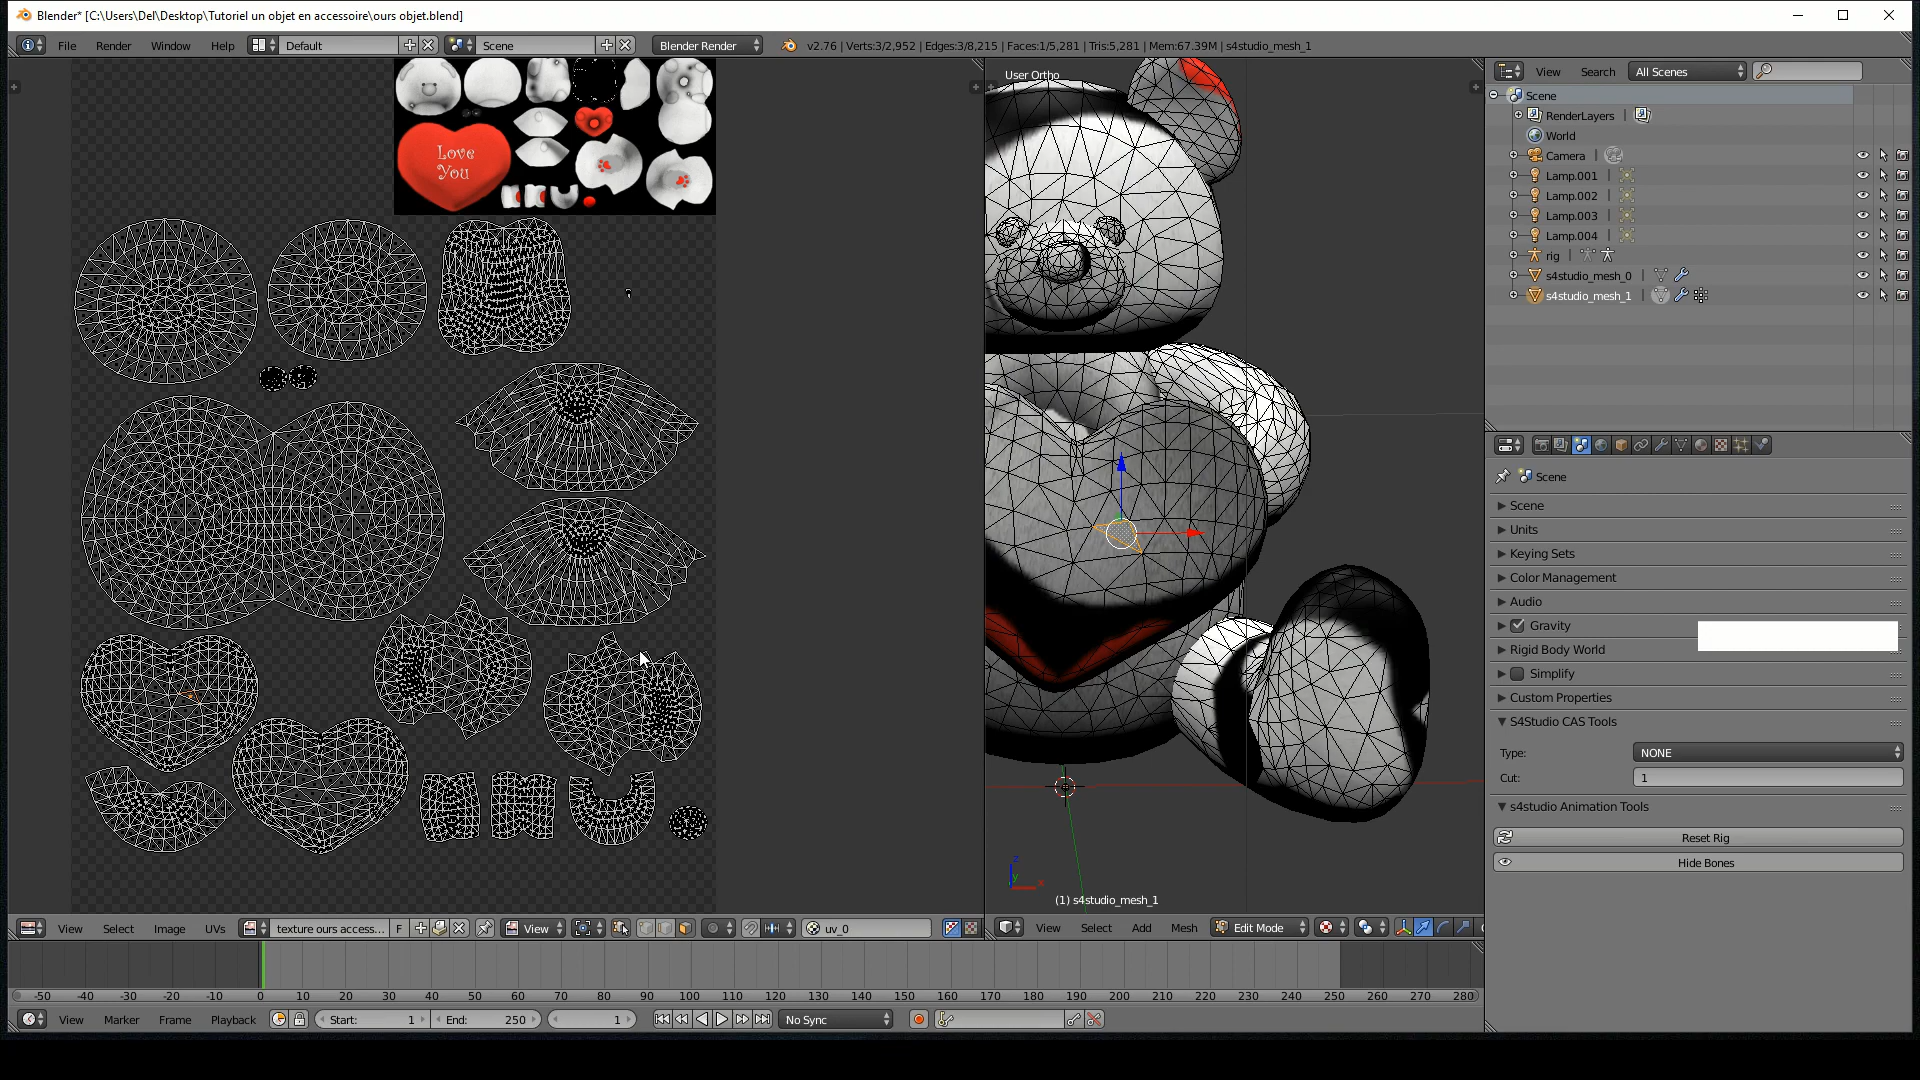 Blender* [C:\Users\Del\Desktop\Tutoriel un objet en accessoire\ours objet.blend]
File Render Window Help Default Scene Blender Render v2.76 | Verts:3/2,952 | Edges:3/8,215 | Faces:1/5,281 | Tris:5,281 | Mem:67.39M | s4studio_mesh_1
Love
You
User Ortho
(1) s4studio_mesh_1
z
y
x
View Select Image UVs texture ours access... F View uv_0
View Select Add Mesh Edit Mode
-50 -40 -30 -20 -10 0 10 20 30 40 50 60 70 80 90 100 110 120 130 140 150 160 170 180 190 200 210 220 230 240 250 260 270 280
View Marker Frame Playback Start: 1 End: 250 1 No Sync
View Search All Scenes
Scene
RenderLayers
World
Camera
Lamp.001
Lamp.002
Lamp.003
Lamp.004
rig
s4studio_mesh_0
s4studio_mesh_1
Scene
Scene
Units
Keying Sets
Color Management
Audio
Gravity
Rigid Body World
Simplify
Custom Properties
S4Studio CAS Tools
Type: NONE
Cut: 1
s4studio Animation Tools
Reset Rig
Hide Bones